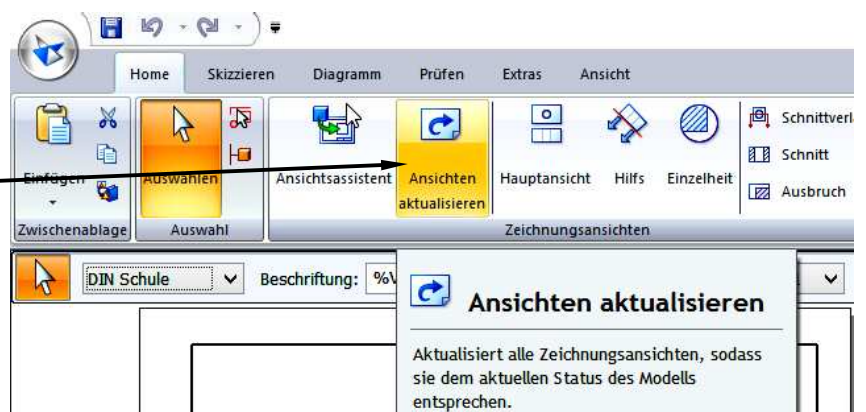 Home Skizzieren Diagramm Prüfen Extras Ansicht
Einfügen
Auswählen
Ansichtsassistent
Ansichten
aktualisieren
Hauptansicht
Hilfs
Einzelheit
Schnittverl
Schnitt
Ausbruch
Zwischenablage Auswahl Zeichnungsansichten
DIN Schule Beschriftung:
Ansichten aktualisieren
Aktualisiert alle Zeichnungsansichten, sodass
sie dem aktuellen Status des Modells
entsprechen.